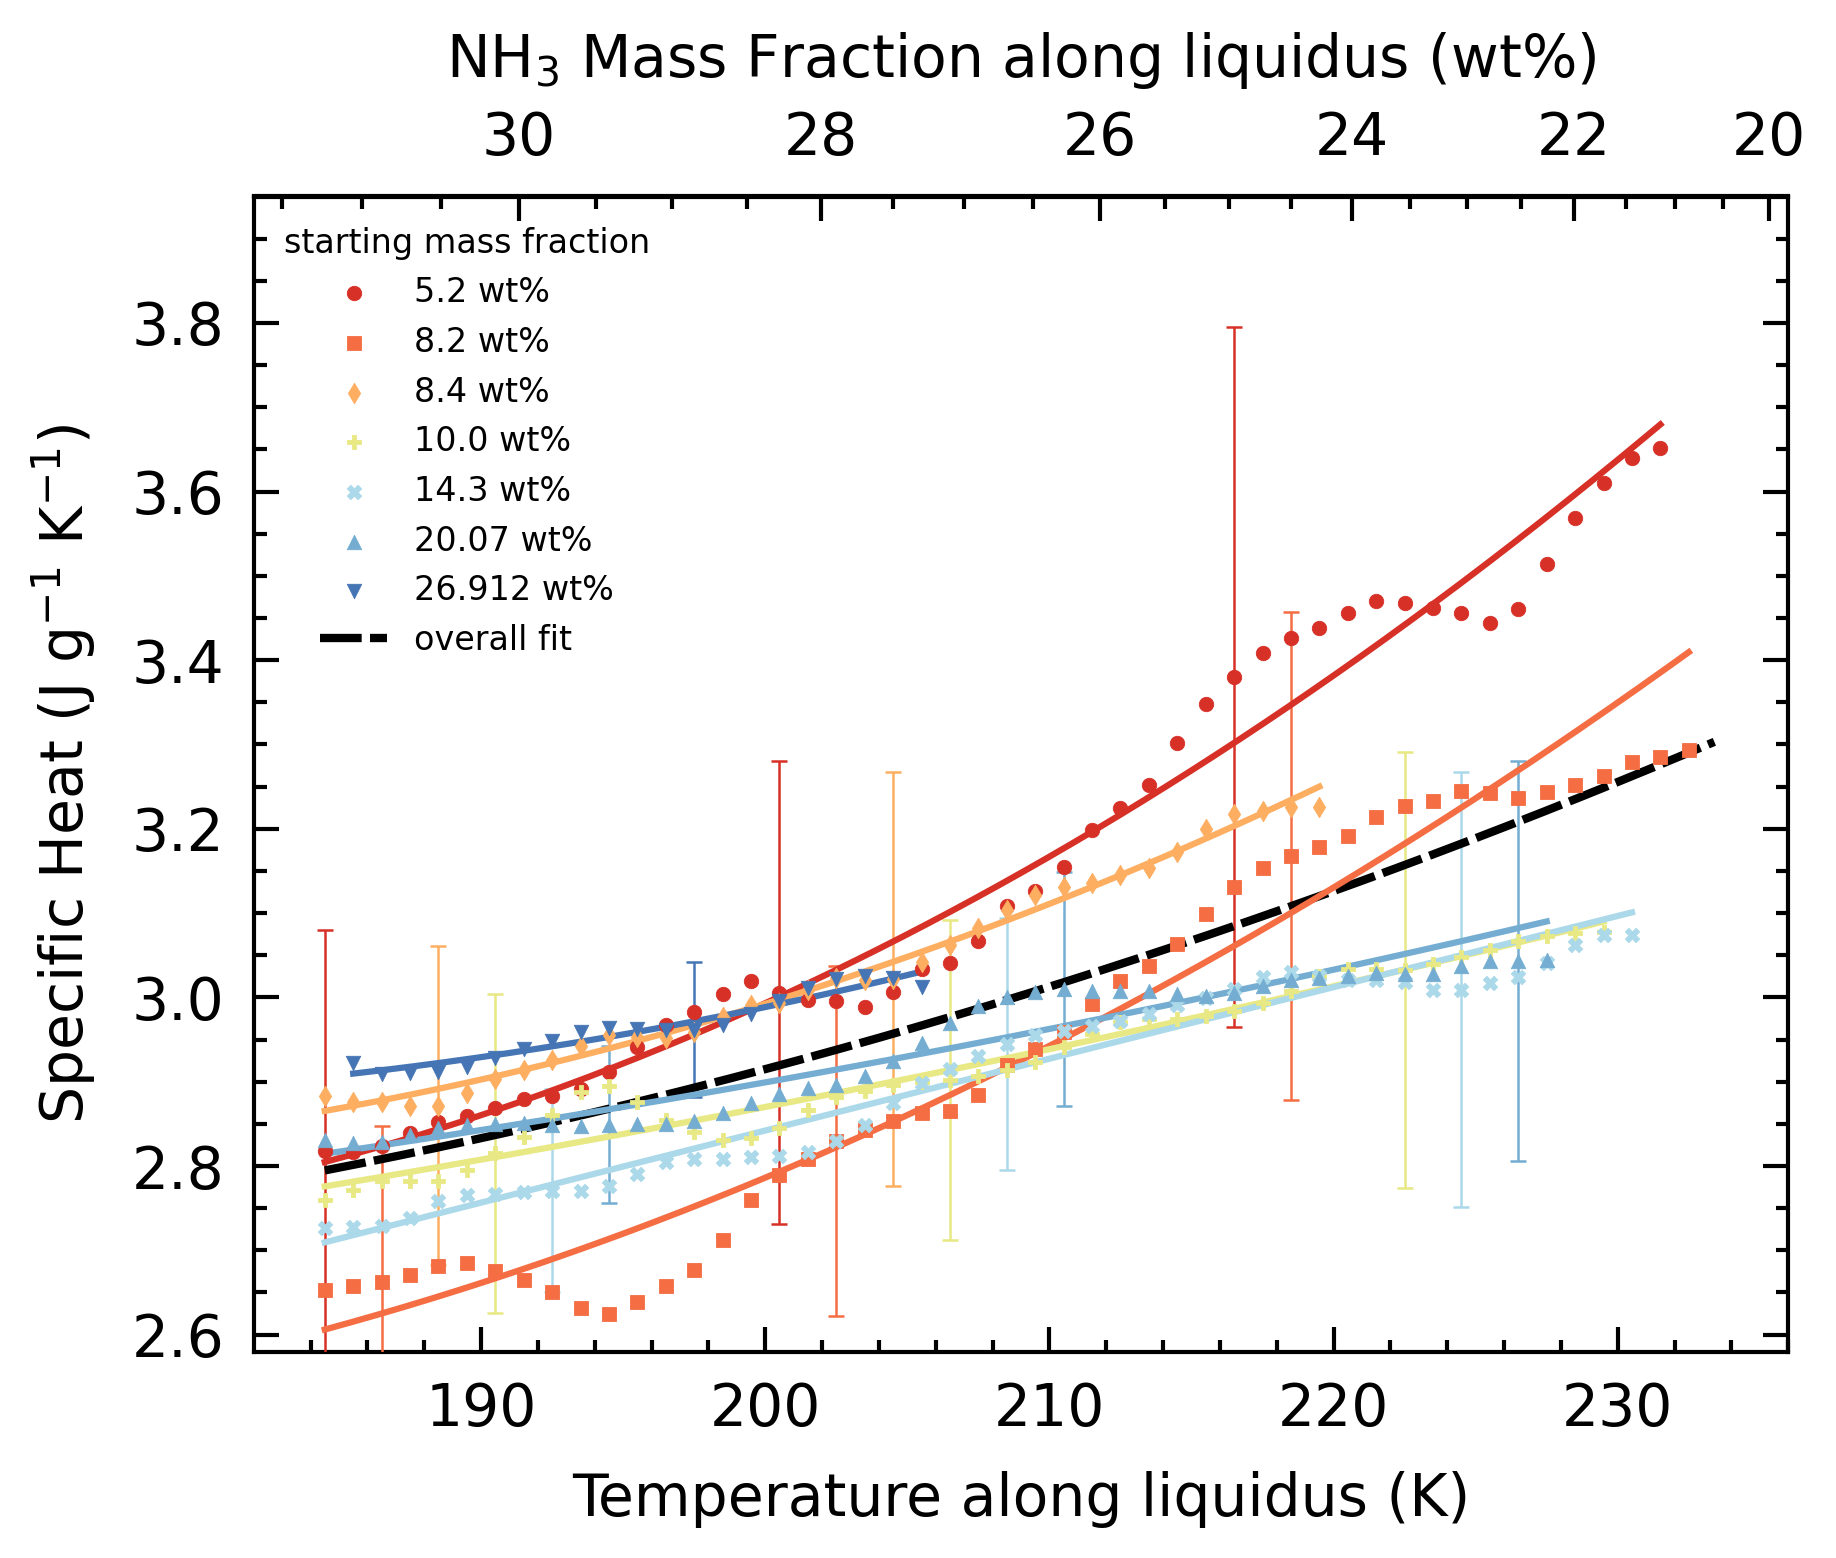 NH₃ Mass Fraction along liquidus (wt%)
30 28 26 24 22 20
starting mass fraction
5.2 wt%
8.2 wt%
8.4 wt%
10.0 wt%
14.3 wt%
20.07 wt%
26.912 wt%
overall fit
Specific Heat (J g⁻¹ K⁻¹)
3.8
3.6
3.4
3.2
3.0
2.8
2.6
190 200 210 220 230
Temperature along liquidus (K)